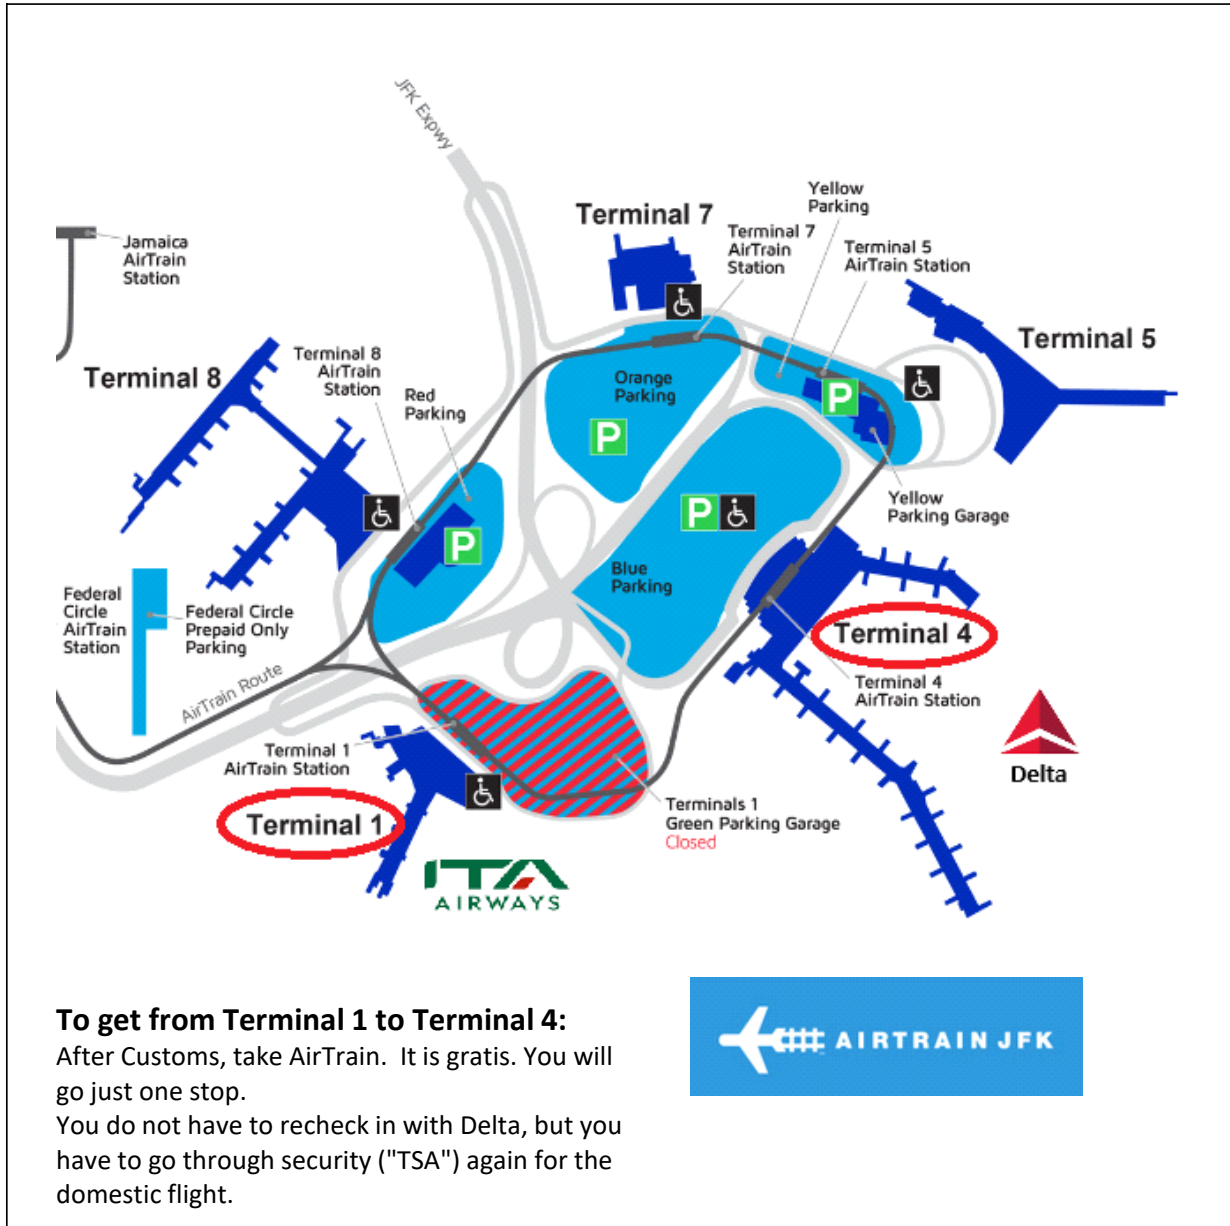 JFK Expwy
Terminal 7
Yellow
Parking
Terminal 7
AirTrain
Station
Terminal 5
AirTrain Station
Jamaica
AirTrain
Station
Terminal 5
Terminal 8
Terminal 8
AirTrain
Station
Red
Parking
Orange
Parking
P
P
P
P
Yellow
Parking Garage
Blue
Parking
Federal
Circle
AirTrain
Station
Federal Circle
Prepaid Only
Parking
Terminal 4
Terminal 4
AirTrain Station
AirTrain Route
Terminal 1
AirTrain Station
Delta
Terminal 1
Terminals 1
Green Parking Garage
Closed
ITA
AIRWAYS
To get from Terminal 1 to Terminal 4:
After Customs, take AirTrain.  It is gratis. You will
go just one stop.
You do not have to recheck in with Delta, but you
have to go through security ("TSA") again for the
domestic flight.
AIRTRAIN JFK